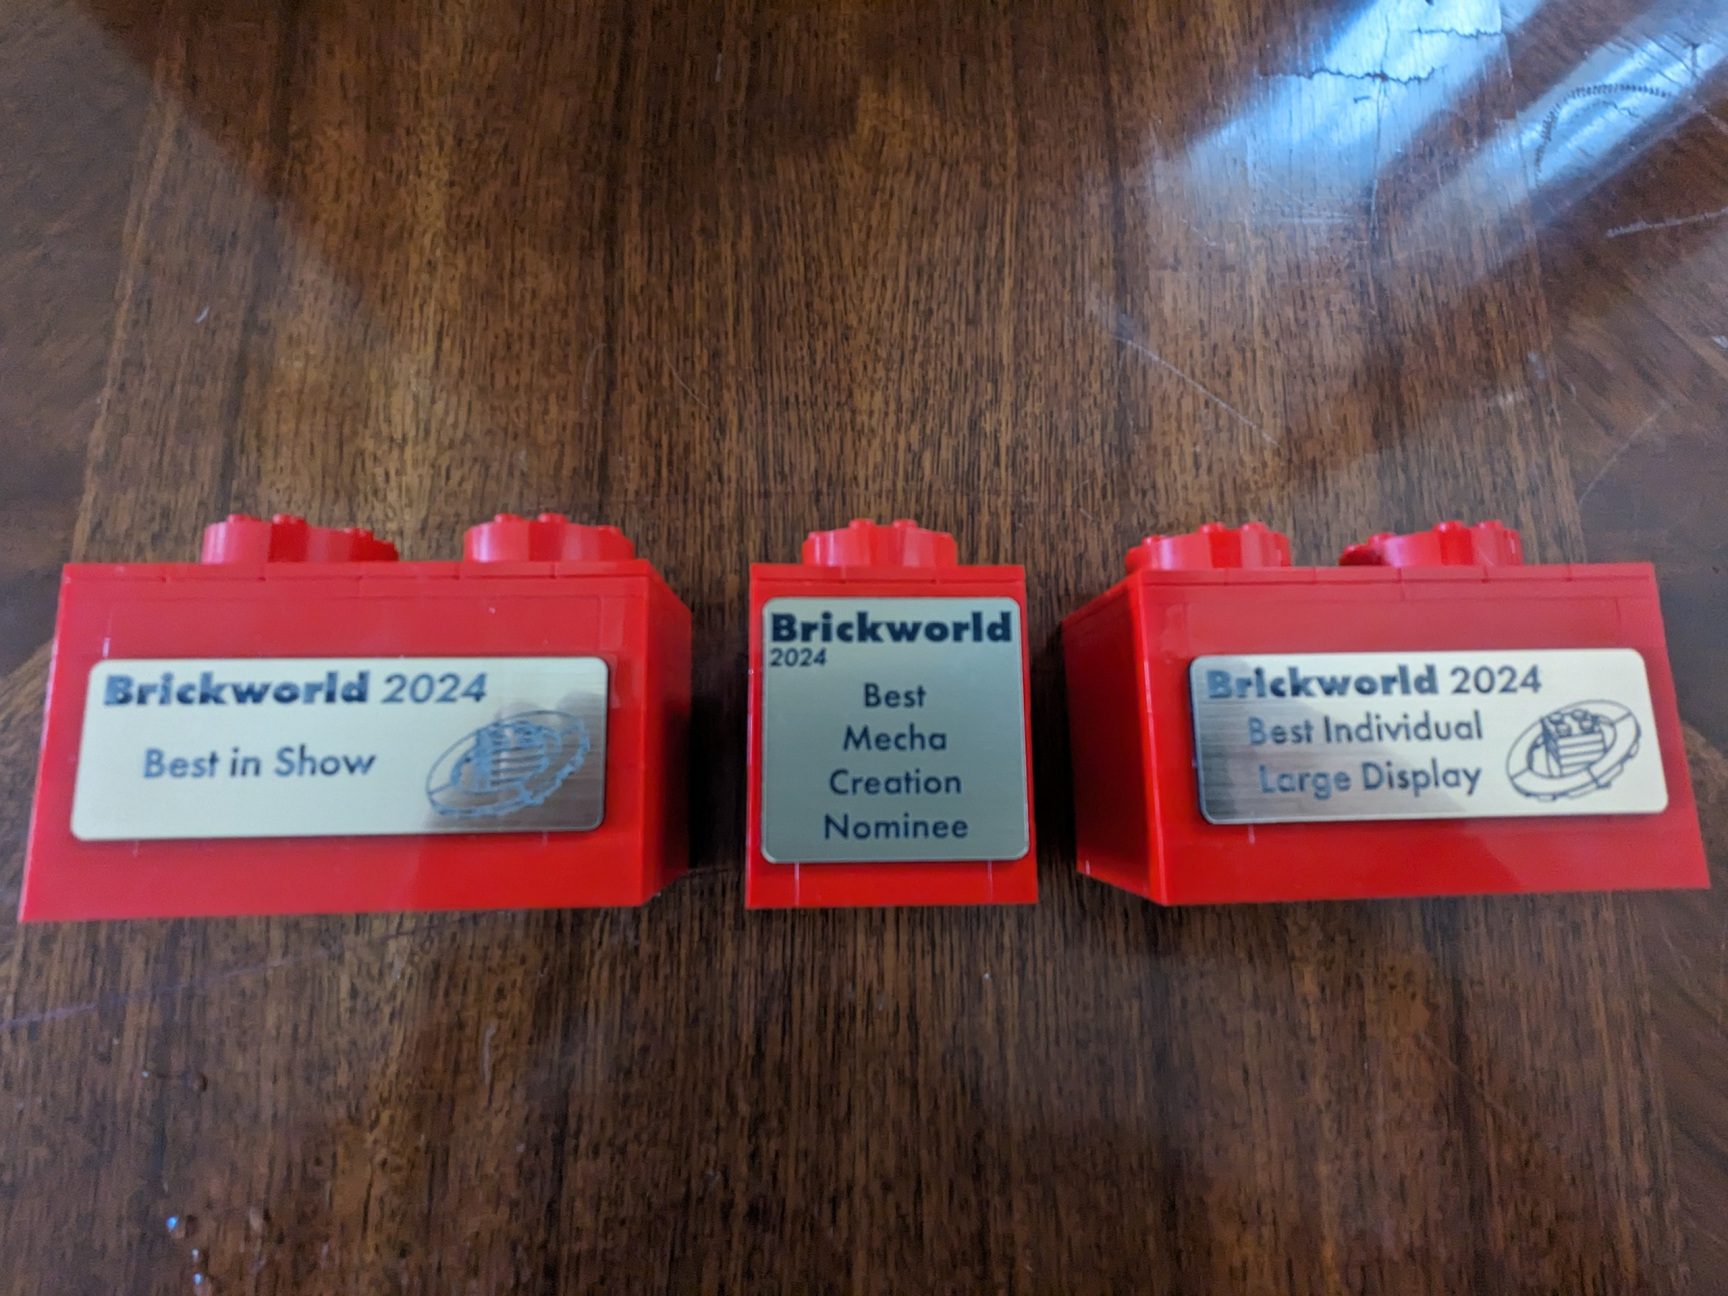 Brickworld 2024
Best in Show
Brickworld
2024
Best
Mecha
Creation
Nominee
Brickworld 2024
Best Individual
Large Display